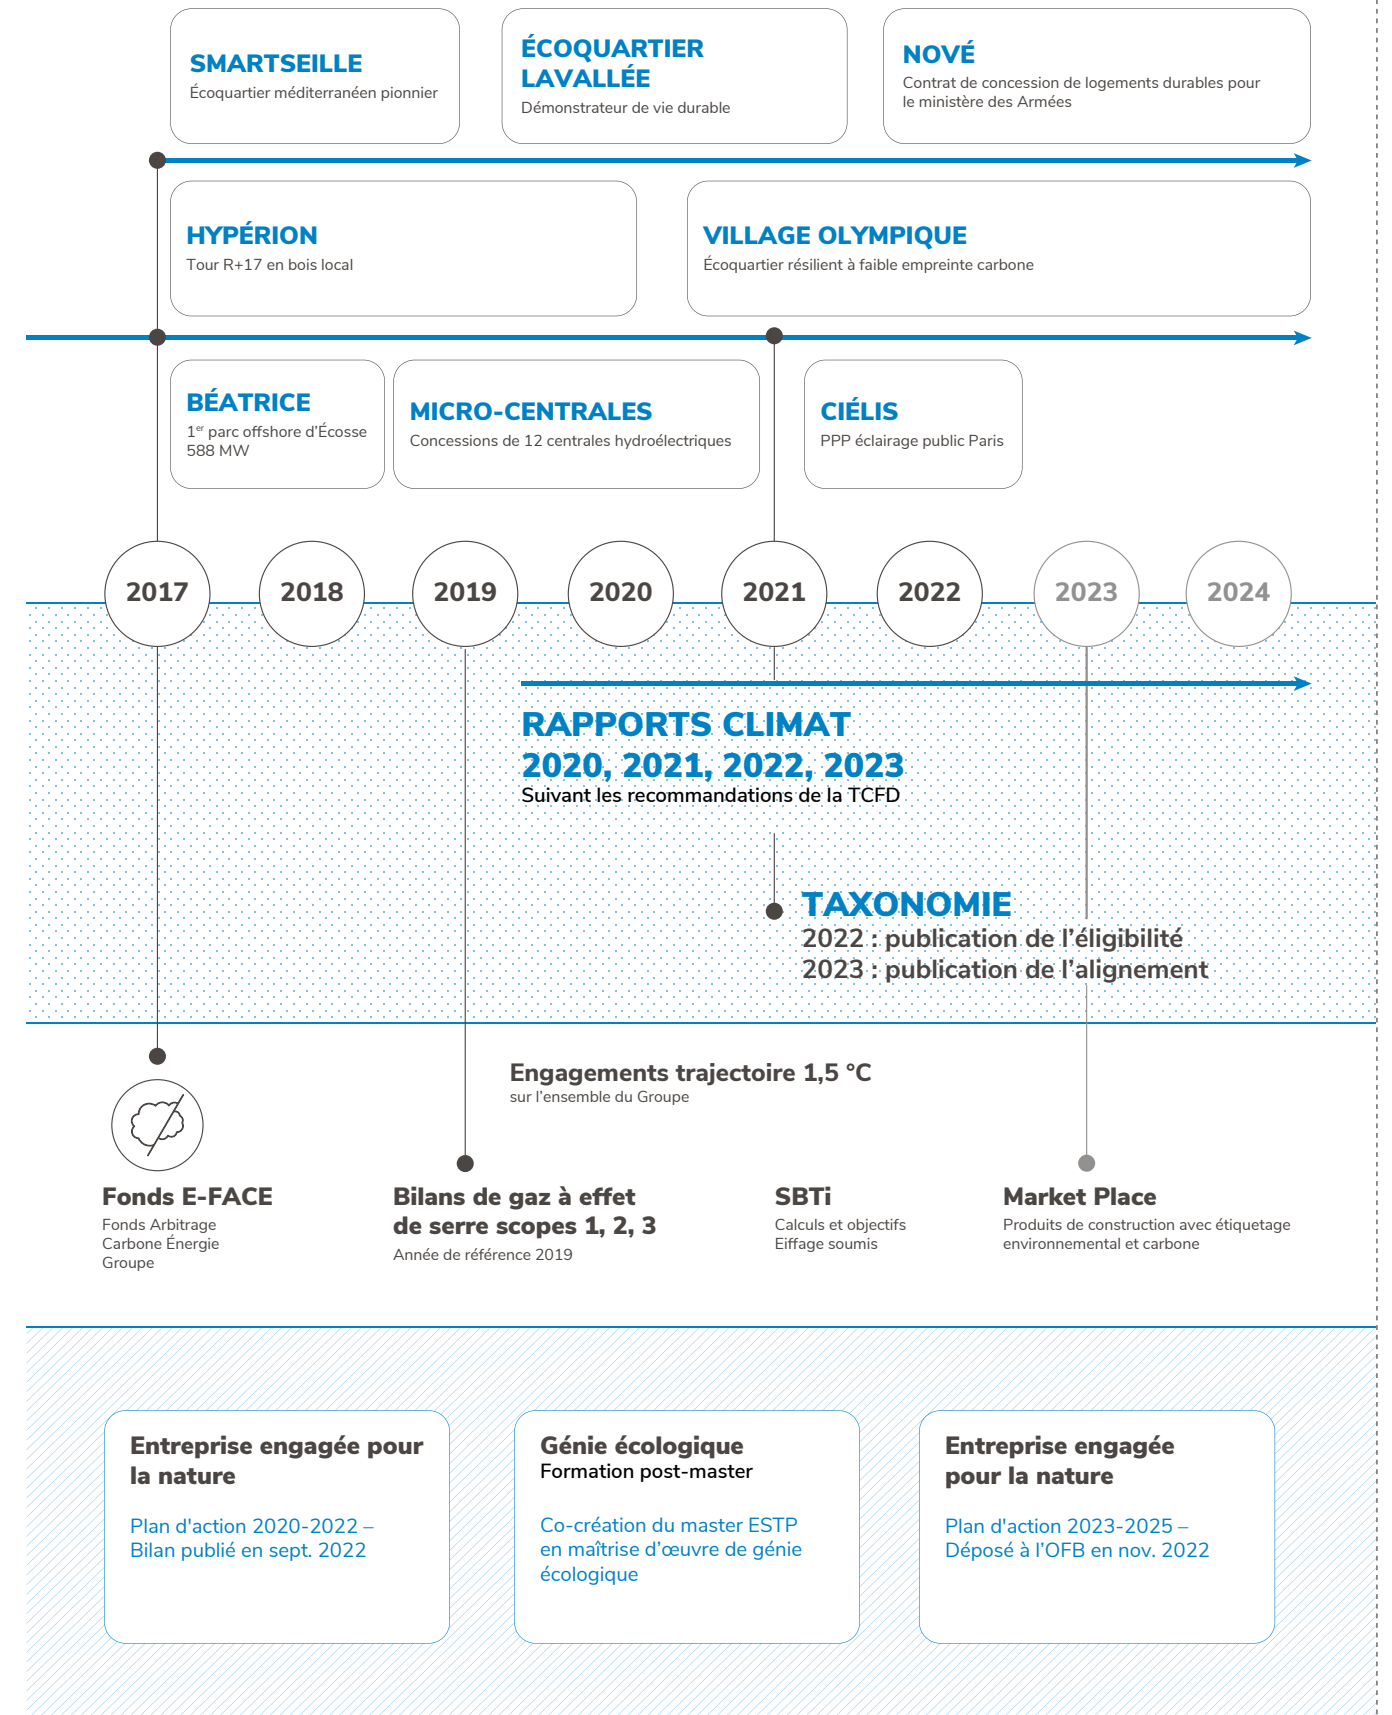 SMARTSEILLE
Écoquartier méditerranéen pionnier
ÉCOQUARTIER
LAVALLÉE
Démonstrateur de vie durable
NOVÉ
Contrat de concession de logements durables pour
le ministère des Armées
HYPÉRION
Tour R+17 en bois local
VILLAGE OLYMPIQUE
Écoquartier résilient à faible empreinte carbone
BÉATRICE
1er parc offshore d'Écosse
588 MW
MICRO-CENTRALES
Concessions de 12 centrales hydroélectriques
CIÉLIS
PPP éclairage public Paris
2017
2018
2019
2020
2021
2022
2023
2024
RAPPORTS CLIMAT
2020, 2021, 2022, 2023
Suivant les recommandations de la TCFD
TAXONOMIE
2022 : publication de l'éligibilité
2023 : publication de l'alignement
Engagements trajectoire 1,5 °C
sur l'ensemble du Groupe
Fonds E-FACE
Fonds Arbitrage
Carbone Énergie
Groupe
Bilans de gaz à effet
de serre scopes 1, 2, 3
Année de référence 2019
SBTi
Calculs et objectifs
Eiffage soumis
Market Place
Produits de construction avec étiquetage
environnemental et carbone
Entreprise engagée pour
la nature
Plan d'action 2020-2022 –
Bilan publié en sept. 2022
Génie écologique
Formation post-master
Co-création du master ESTP
en maîtrise d'œuvre de génie
écologique
Entreprise engagée
pour la nature
Plan d'action 2023-2025 –
Déposé à l'OFB en nov. 2022